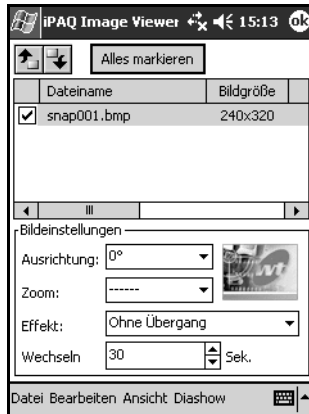 iPAQ Image Viewer 15:13 ok
Alles markieren
Dateiname Bildgröße
snap001.bmp 240x320
Bildeinstellungen
Ausrichtung: 0°
Zoom: ------
Effekt: Ohne Übergang
Wechseln 30 Sek.
Datei Bearbeiten Ansicht Diashow